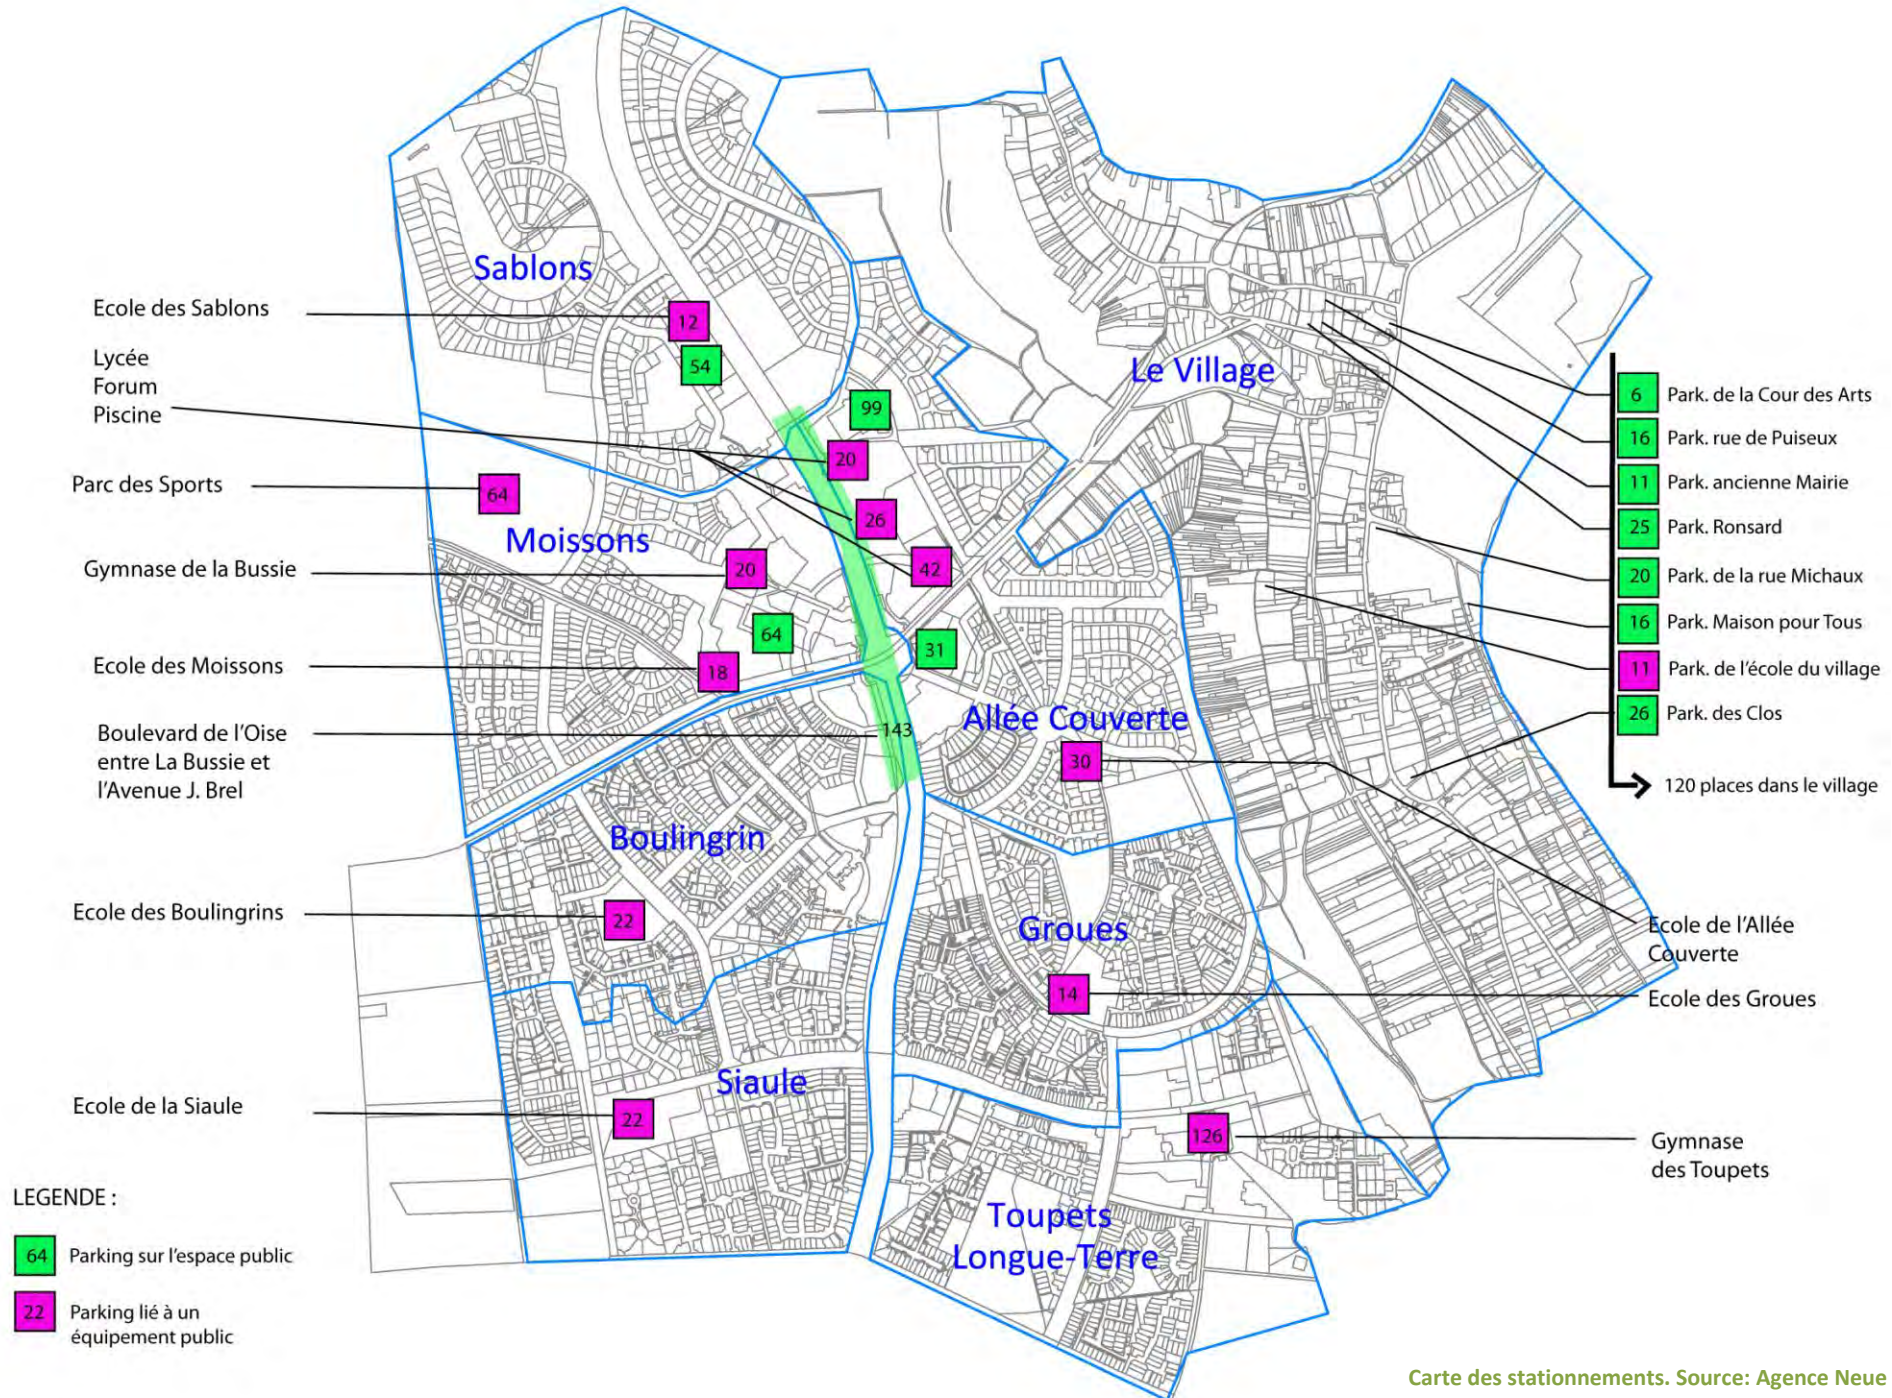 Sablons
Ecole des Sablons
12
54
Lycée
Forum
Piscine
Le Village
99
20
26
42
Parc des Sports
64
Moissons
Gymnase de la Bussie
20
64
31
Ecole des Moissons
18
Allée Couverte
Boulevard de l'Oise
entre La Bussie et
l'Avenue J. Brel
143
30
6 Park. de la Cour des Arts
16 Park. rue de Puiseux
11 Park. ancienne Mairie
25 Park. Ronsard
20 Park. de la rue Michaux
16 Park. Maison pour Tous
11 Park. de l'école du village
26 Park. des Clos
120 places dans le village
Boulingrin
Ecole des Boulingrins
22
Groues
Ecole de l'Allée
Couverte
14
Ecole des Groues
Siaule
Ecole de la Siaule
22
126
Gymnase
des Toupets
Toupets
Longue-Terre
LEGENDE :
64 Parking sur l'espace public
22 Parking lié à un
équipement public
Carte des stationnements. Source: Agence Neue